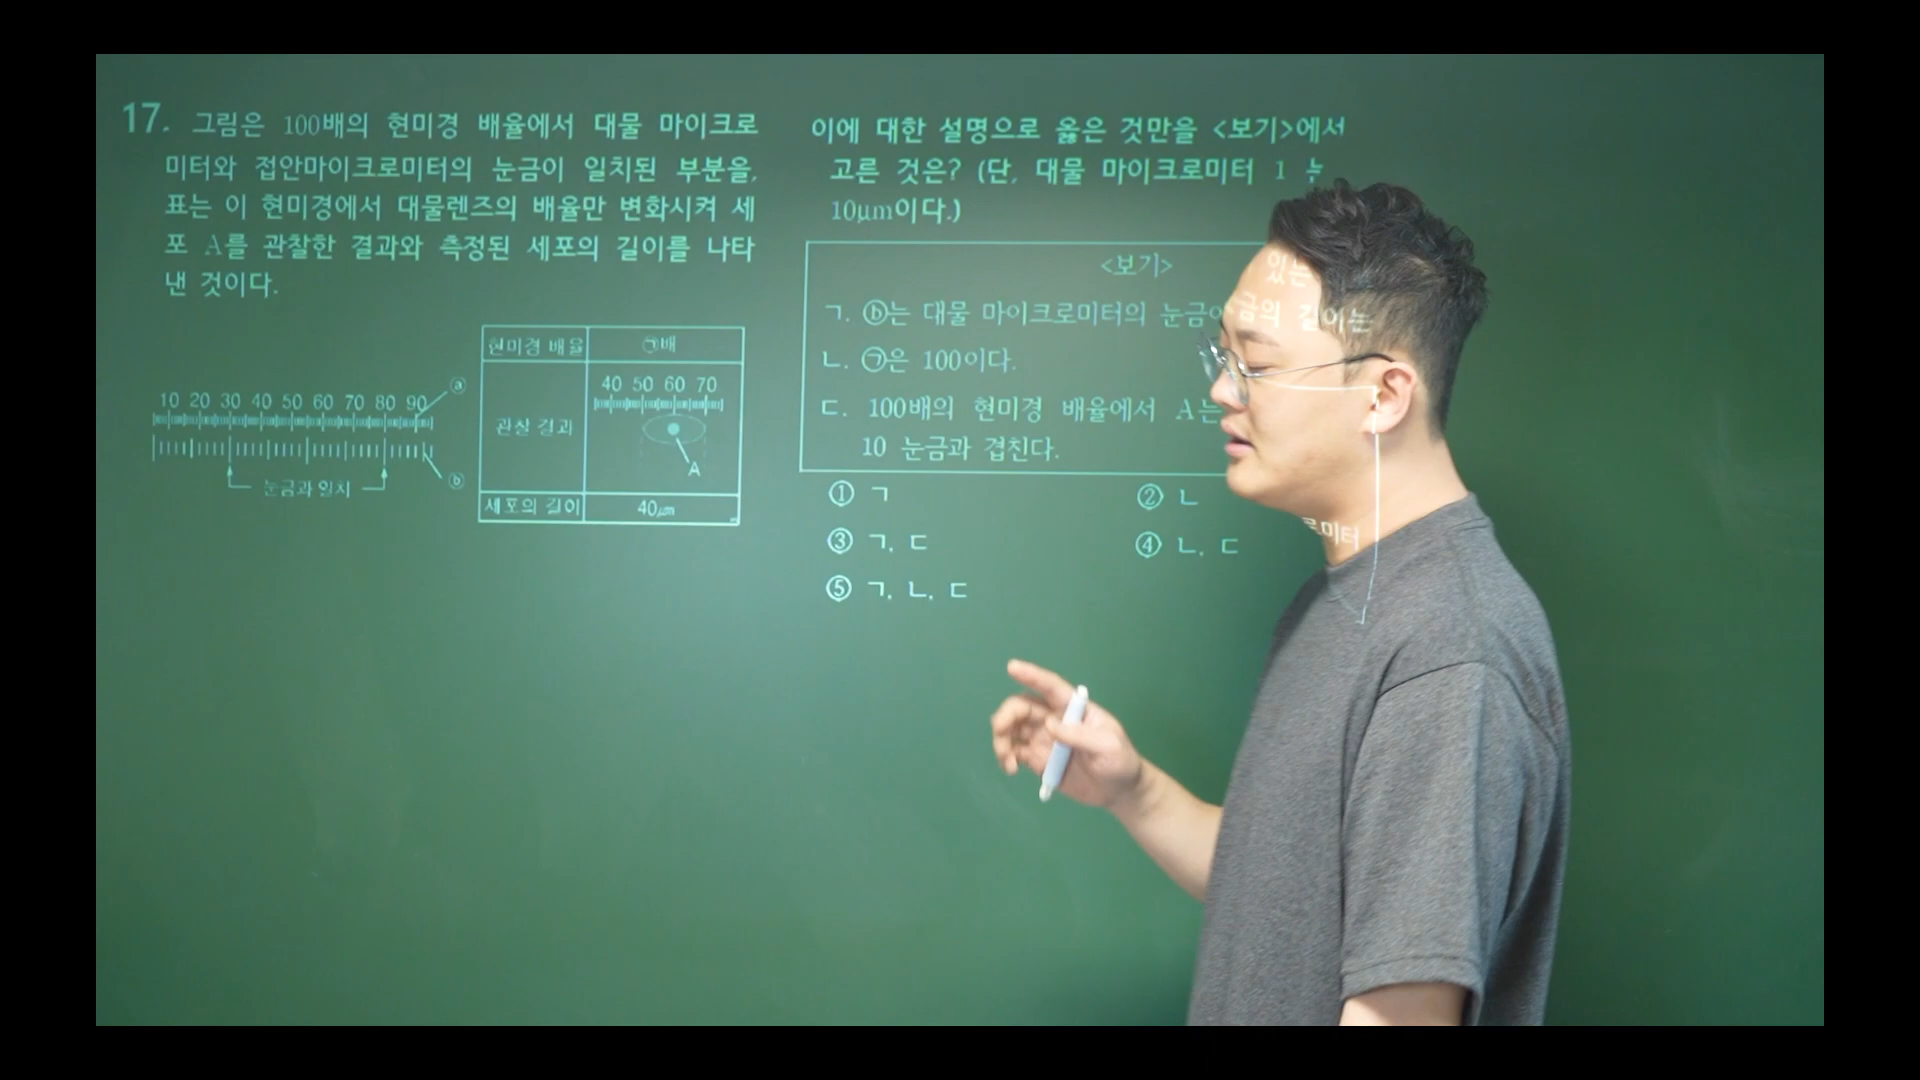 17. 그림은 100배의 현미경 배율에서 대물 마이크로
미터와 접안마이크로미터의 눈금이 일치된 부분을,
표는 이 현미경에서 대물렌즈의 배율만 변화시켜 세
포 A를 관찰한 결과와 측정된 세포의 길이를 나타
낸 것이다.
10 20 30 40 50 60 70 80 90
ⓐ
ⓑ
눈금과 일치
현미경 배율 ㉠배
관찰 결과
40 50 60 70
A
세포의 길이 40㎛
이에 대한 설명으로 옳은 것만을 <보기>에서
고른 것은? (단, 대물 마이크로미터 1
10μm이다.)
<보기>
ㄱ. ⓑ는 대물 마이크로미터의 눈금
있는
금의 길이는
ㄴ. ㉠은 100이다.
ㄷ. 100배의 현미경 배율에서 A는
10 눈금과 겹친다.
로미터
① ㄱ
② ㄴ
③ ㄱ, ㄷ
④ ㄴ, ㄷ
⑤ ㄱ, ㄴ, ㄷ